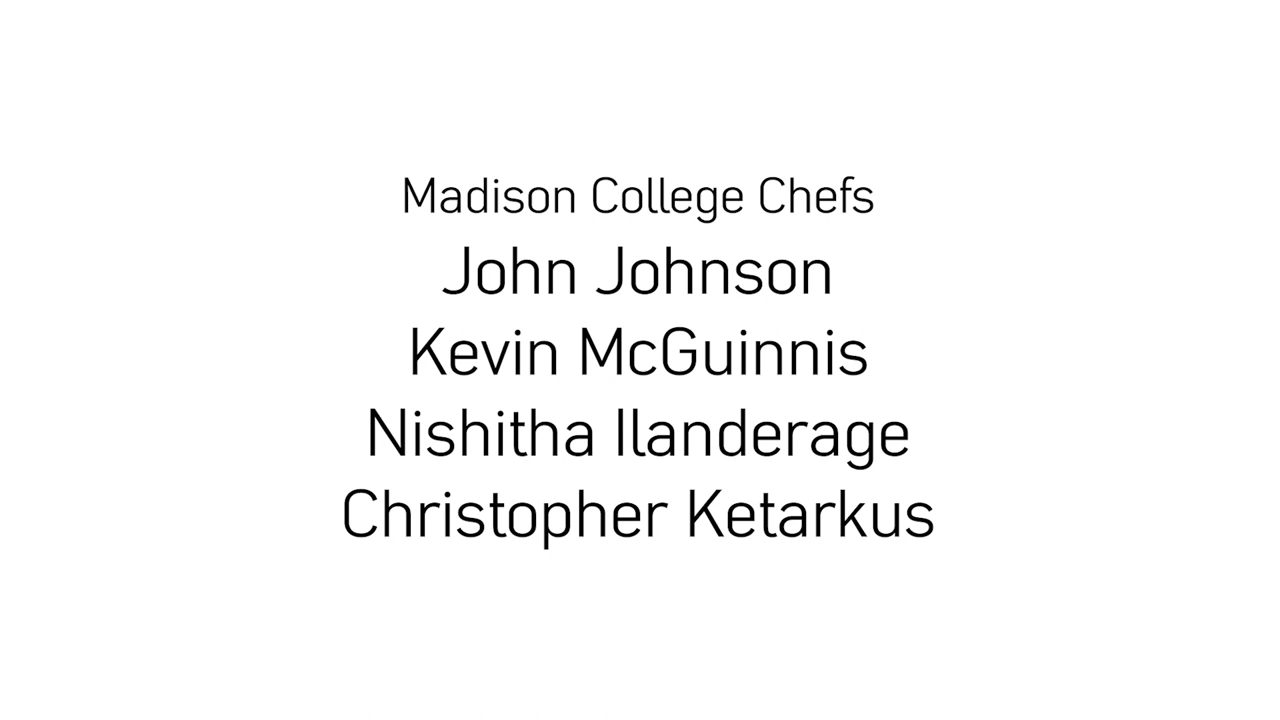 Madison College Chefs
John Johnson
Kevin McGuinnis
Nishitha Ilanderage
Christopher Ketarkus